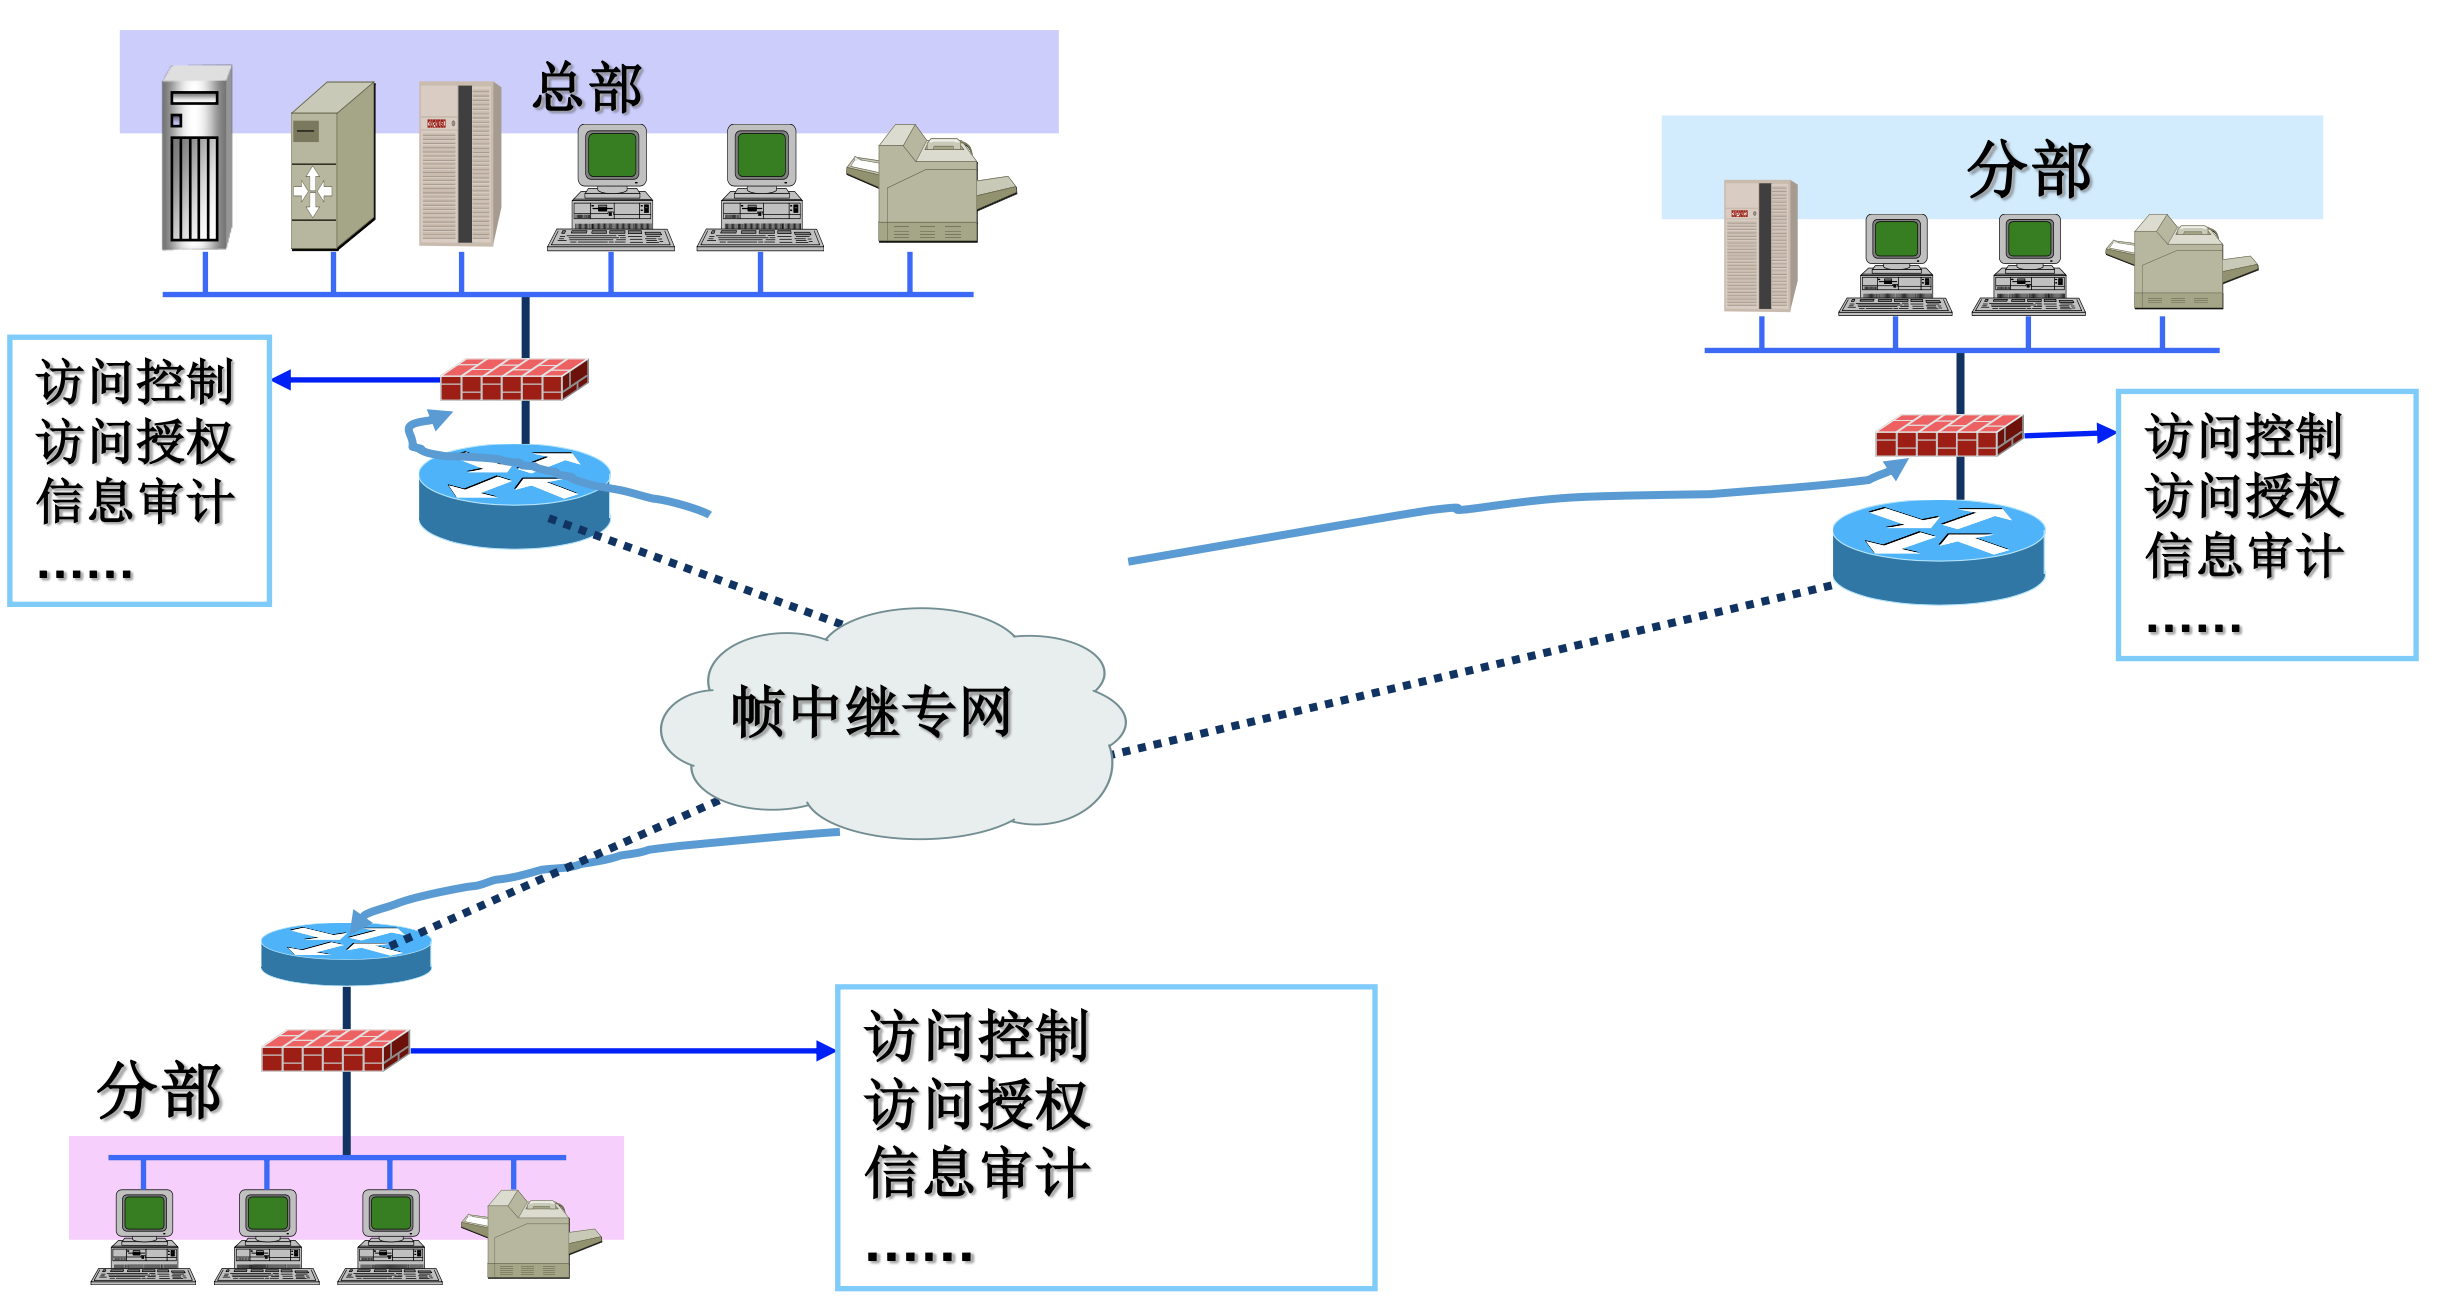 总部
分部
访问控制
访问授权
信息审计
......
访问控制
访问授权
信息审计
......
帧中继专网
分部
访问控制
访问授权
信息审计
......